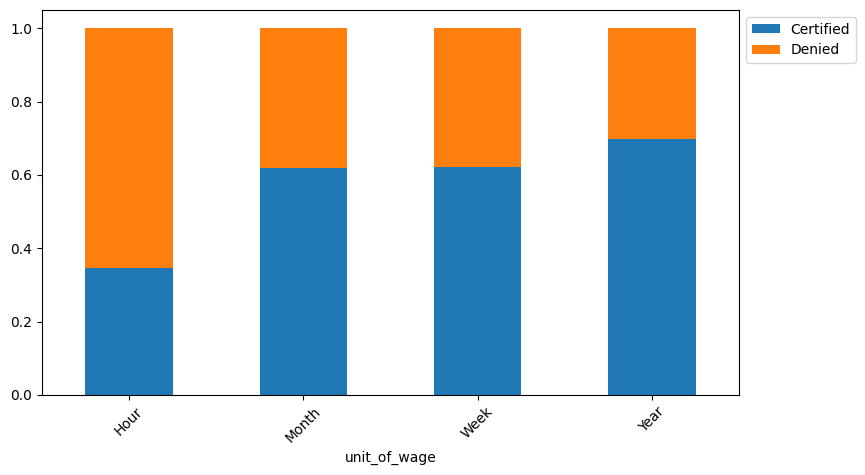 1.0
0.8
0.6
0.4
0.2
0.0
Hour
Month
Week
Year
unit_of_wage
Certified
Denied